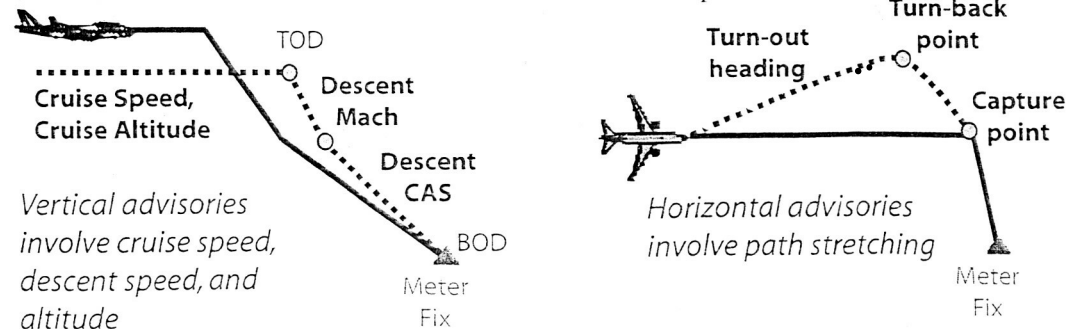 TOD
Cruise Speed,
Cruise Altitude
Descent
Mach
Descent
CAS
BOD
Meter
Fix
Vertical advisories
involve cruise speed,
descent speed, and
altitude
Turn-out
heading
Turn-back
point
Capture
point
Horizontal advisories
involve path stretching
Meter
Fix